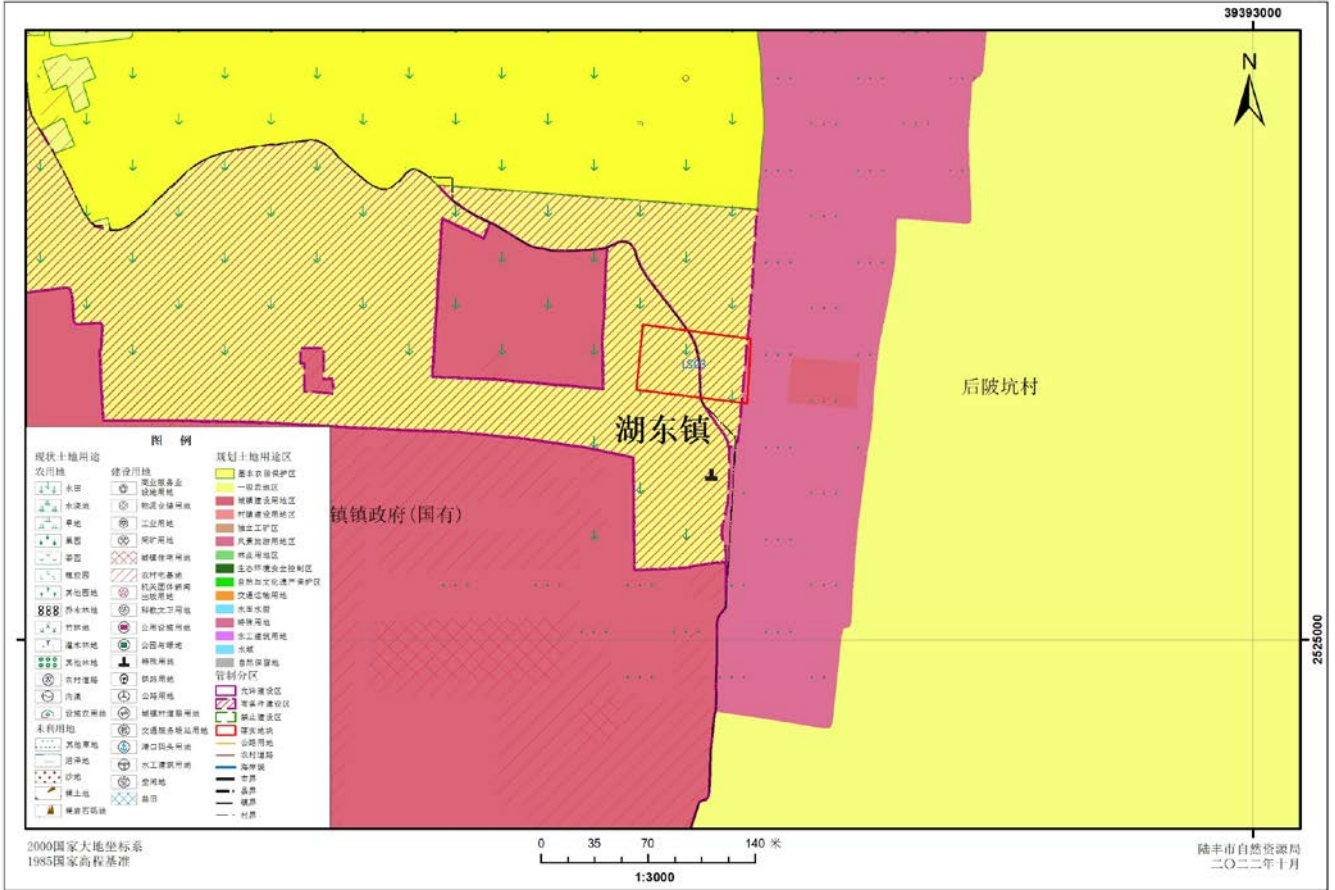 39393000
N
LS03
后陂坑村
湖东镇
镇镇政府(国有)
2525000
图 例
现状土地用途
农用地
水田
水浇地
旱地
果园
茶园
橡胶园
其他园地
乔木林地
竹林地
灌木林地
其他林地
农村道路
沟渠
设施农用地
未利用地
其他草地
沼泽地
沙地
裸土地
裸岩石砾地
建设用地
商业服务业
设施用地
物流仓储用地
工业用地
采矿用地
城镇住宅用地
农村宅基地
机关团体新闻
出版用地
科教文卫用地
公用设施用地
公园与绿地
特殊用地
铁路用地
公路用地
城镇村道路用地
交通服务场站用地
港口码头用地
水工建筑用地
空闲地
盐田
规划土地用途区
基本农田保护区
一般农地区
城镇建设用地区
村镇建设用地区
独立工矿区
风景旅游用地区
林业用地区
生态环境安全控制区
自然与文化遗产保护区
交通运输用地
水库水面
特殊用地
水工建筑用地
水域
自然保留地
管制分区
允许建设区
有条件建设区
禁止建设区
落实地块
公路用地
农村道路
海岸线
市界
县界
镇界
村界
2000国家大地坐标系
1985国家高程基准
0 35 70 140 米
1:3000
陆丰市自然资源局
二〇二二年十月